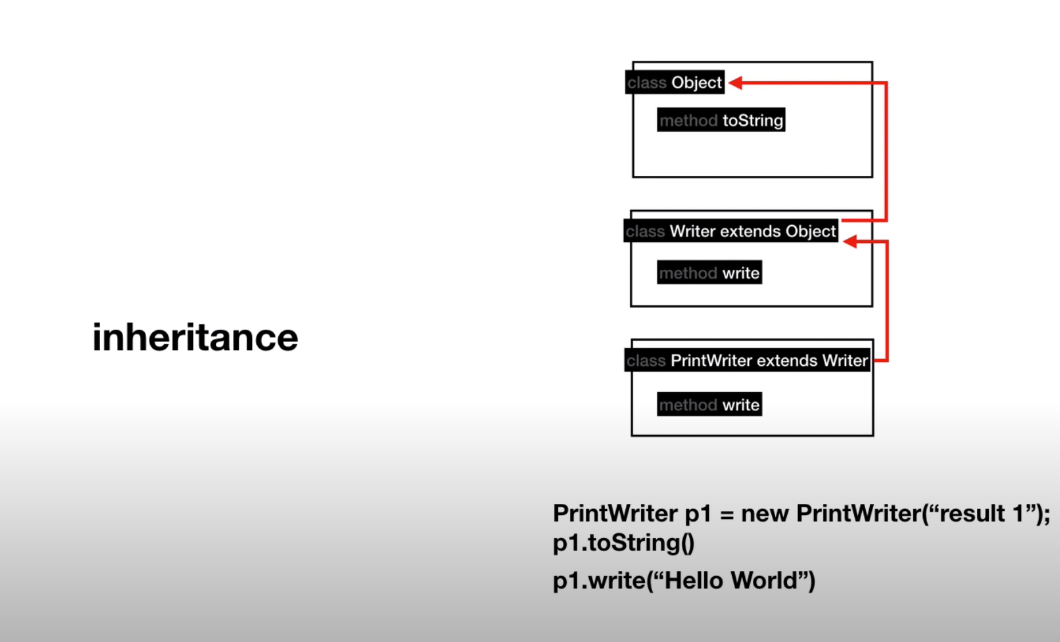 class Object
method toString
class Writer extends Object
method write
inheritance
class PrintWriter extends Writer
method write
PrintWriter p1 = new PrintWriter(“result 1”);
p1.toString()
p1.write(“Hello World”)